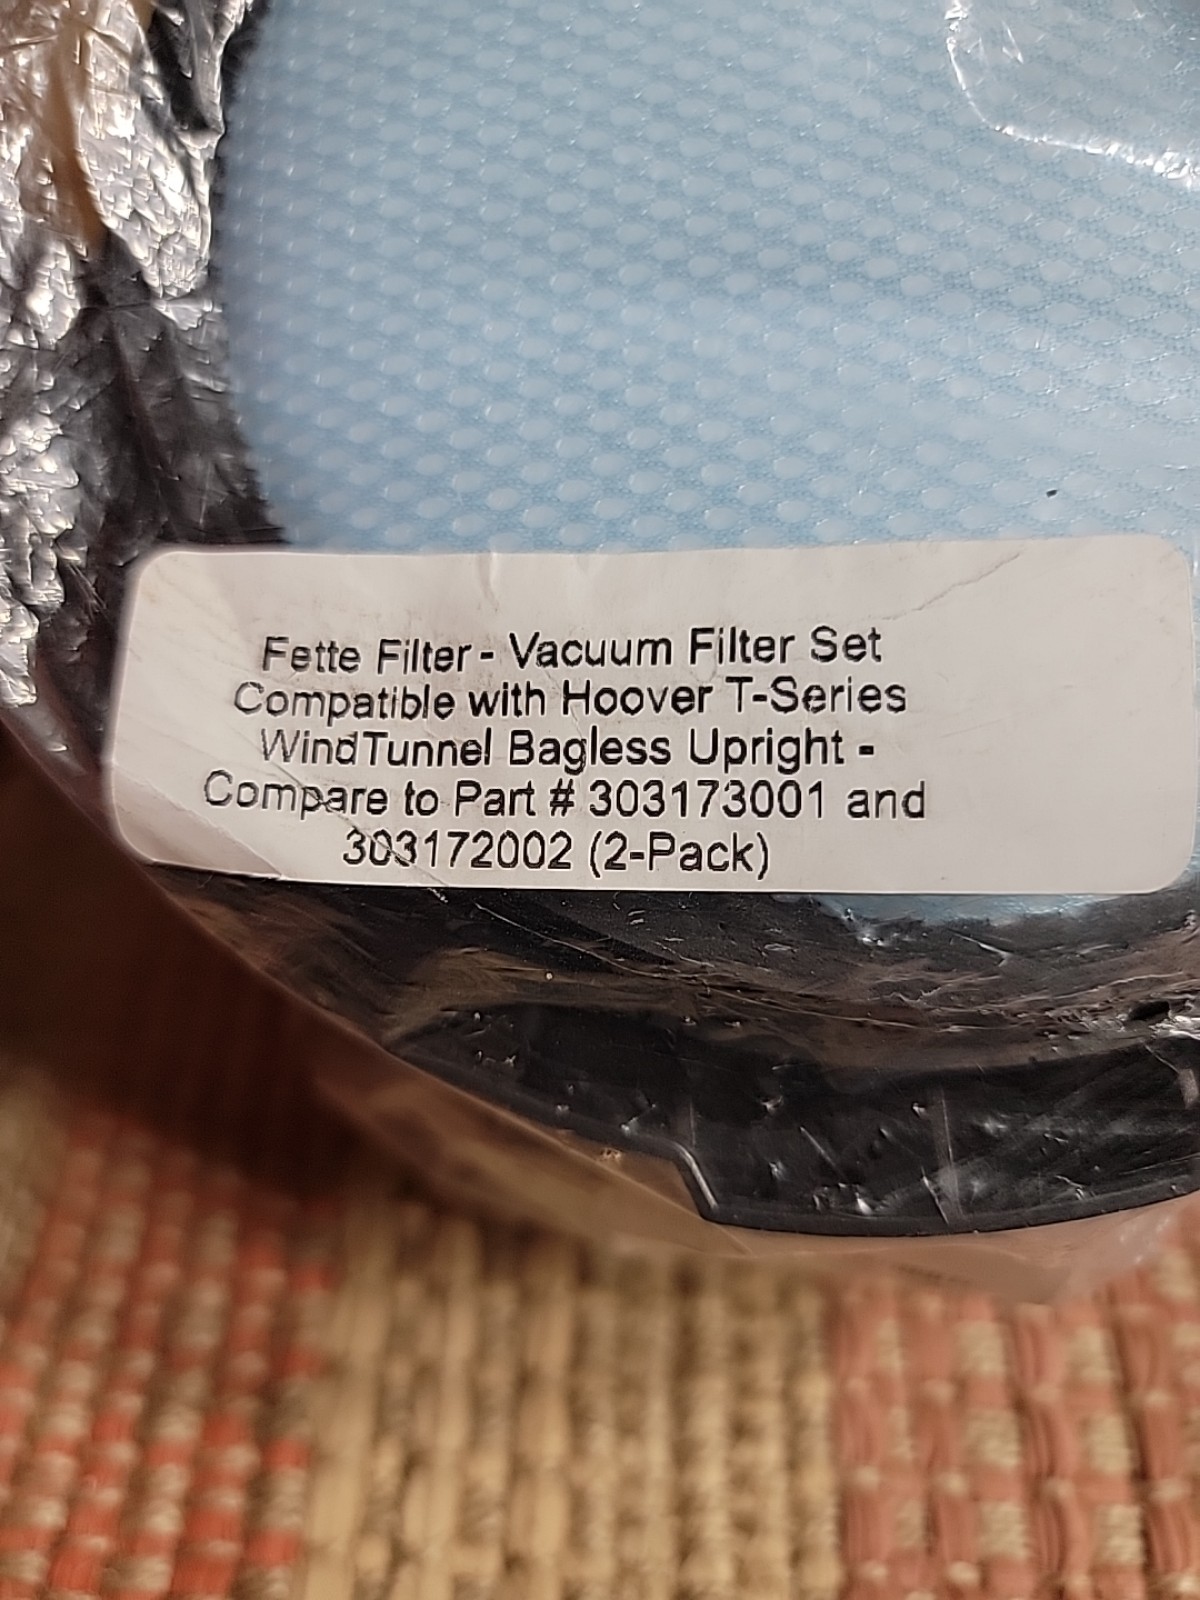 Fette Filter - Vacuum Filter Set
Compatible with Hoover T-Series
WindTunnel Bagless Upright -
Compare to Part # 303173001 and
303172002 (2-Pack)